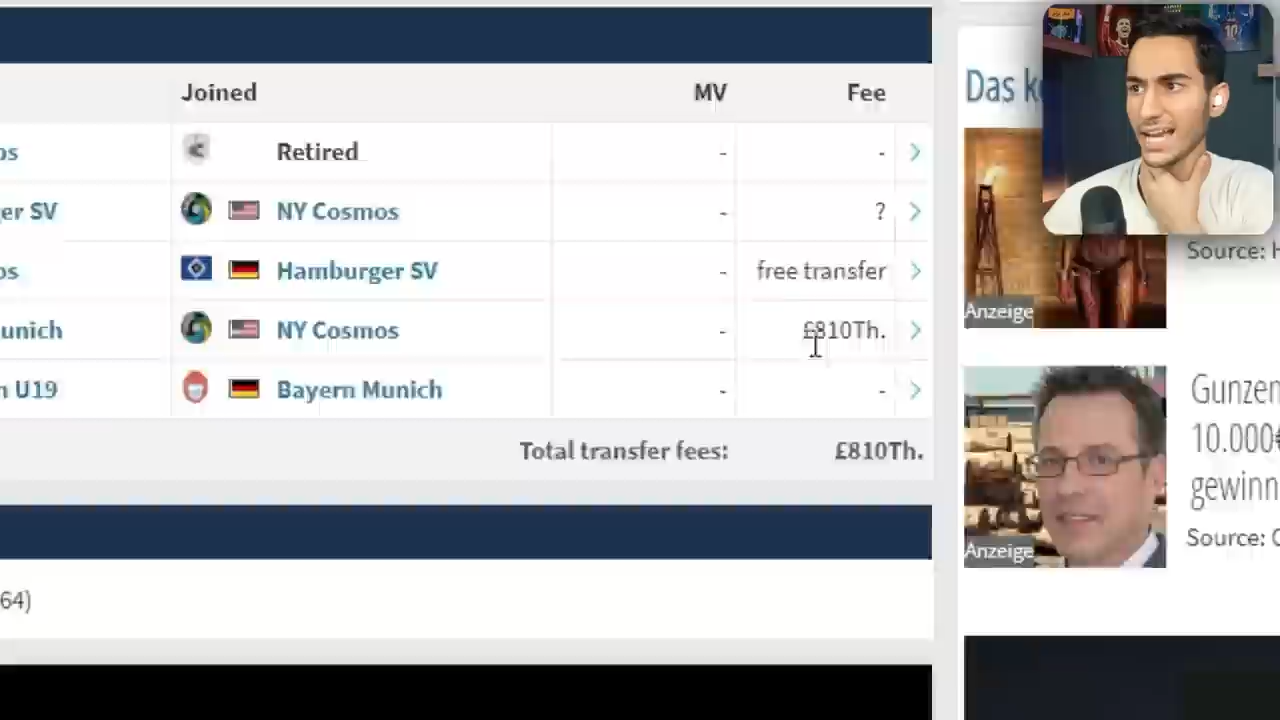 Joined MV Fee
os Retired - -
er SV NY Cosmos - ?
os Hamburger SV - free transfer
unich NY Cosmos - £810Th.
n U19 Bayern Munich - -
Total transfer fees: £810Th.
64)
Das k
Anzeige
Source: H
Gunzen
10.000€
gewinn
Anzeige
Source: C